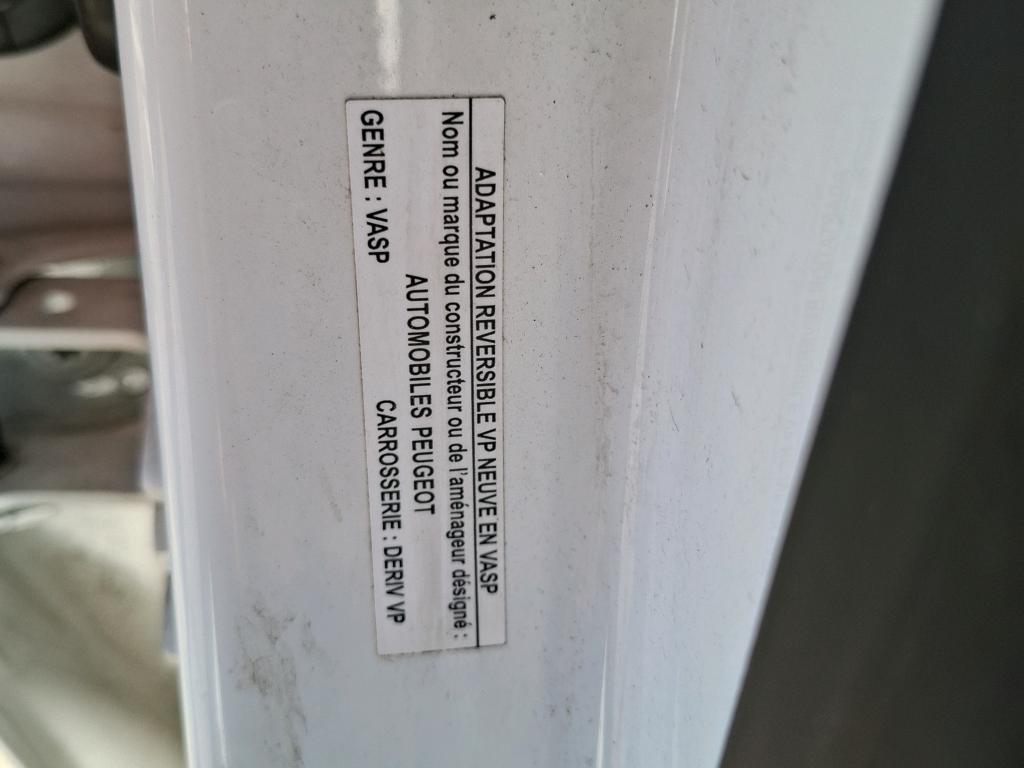 ADAPTATION REVERSIBLE VP NEUVE EN VASP
Nom ou marque du constructeur ou de l'aménageur désigné :
AUTOMOBILES PEUGEOT
GENRE : VASP CARROSSERIE : DERIV VP